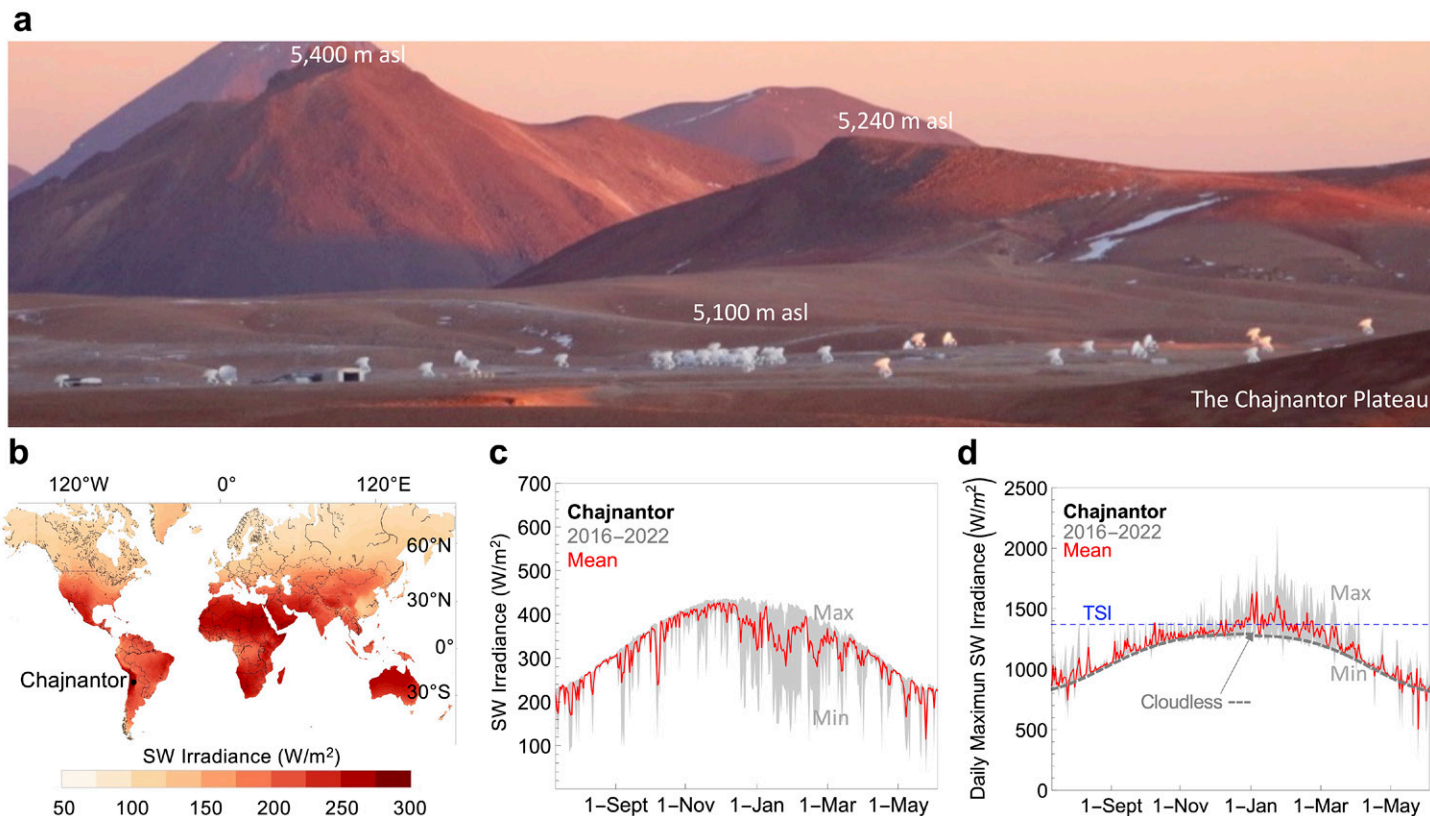 a
5,400 m asl
5,240 m asl
5,100 m asl
The Chajnantor Plateau
b
120°W 0° 120°E
60°N
30°N
0°
30°S
Chajnantor
SW Irradiance (W/m²)
50 100 150 200 250 300
c
SW Irradiance (W/m²)
700
600
500
400
300
200
100
Chajnantor
2016–2022
Mean
Max
Min
1–Sept 1–Nov 1–Jan 1–Mar 1–May
d
Daily Maximun SW Irradiance (W/m²)
2500
2000
1500
1000
500
0
Chajnantor
2016–2022
Mean
TSI
Max
Min
Cloudless ---
1–Sept 1–Nov 1–Jan 1–Mar 1–May